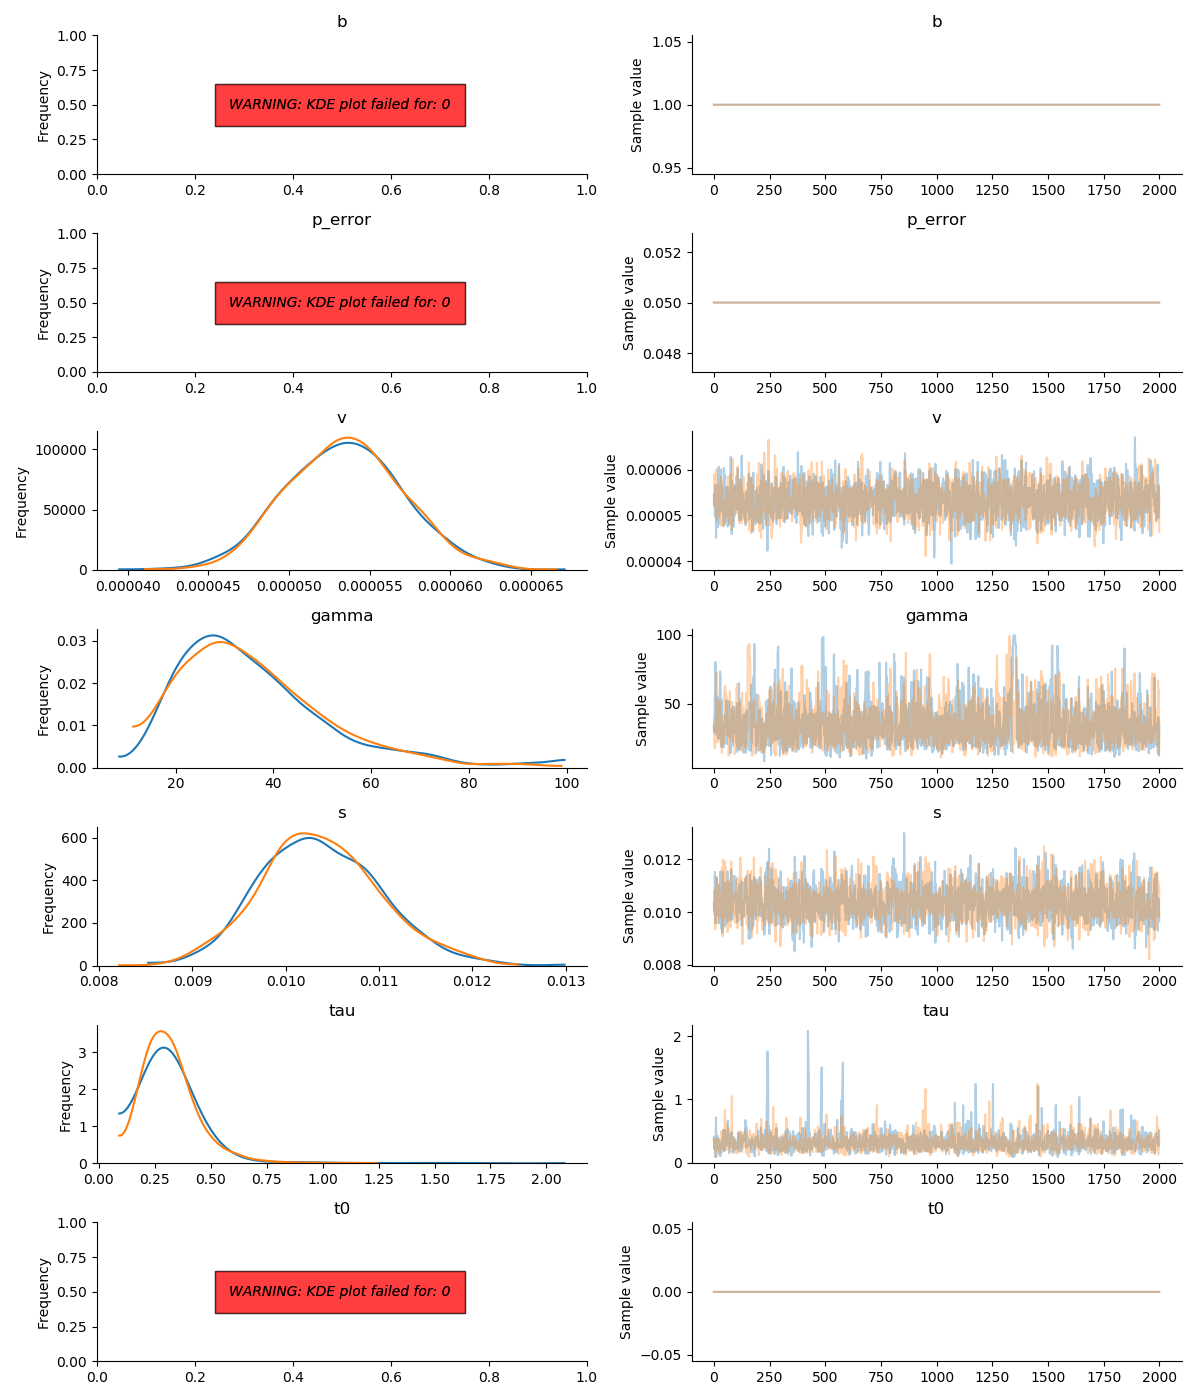 b
b
Frequency
1.00
0.75
0.50
0.25
0.00
WARNING: KDE plot failed for: 0
0.0 0.2 0.4 0.6 0.8 1.0
Sample value
1.05
1.00
0.95
0 250 500 750 1000 1250 1500 1750 2000
p_error
p_error
Frequency
1.00
0.75
0.50
0.25
0.00
WARNING: KDE plot failed for: 0
0.0 0.2 0.4 0.6 0.8 1.0
Sample value
0.052
0.050
0.048
0 250 500 750 1000 1250 1500 1750 2000
v
v
Frequency
100000
50000
0
0.000040 0.000045 0.000050 0.000055 0.000060 0.000065
Sample value
0.00006
0.00005
0.00004
0 250 500 750 1000 1250 1500 1750 2000
gamma
gamma
Frequency
0.03
0.02
0.01
0.00
20 40 60 80 100
Sample value
100
50
0 250 500 750 1000 1250 1500 1750 2000
s
s
Frequency
600
400
200
0
0.008 0.009 0.010 0.011 0.012 0.013
Sample value
0.012
0.010
0.008
0 250 500 750 1000 1250 1500 1750 2000
tau
tau
Frequency
3
2
1
0
0.00 0.25 0.50 0.75 1.00 1.25 1.50 1.75 2.00
Sample value
2
1
0
0 250 500 750 1000 1250 1500 1750 2000
t0
t0
Frequency
1.00
0.75
0.50
0.25
0.00
WARNING: KDE plot failed for: 0
0.0 0.2 0.4 0.6 0.8 1.0
Sample value
0.05
0.00
−0.05
0 250 500 750 1000 1250 1500 1750 2000